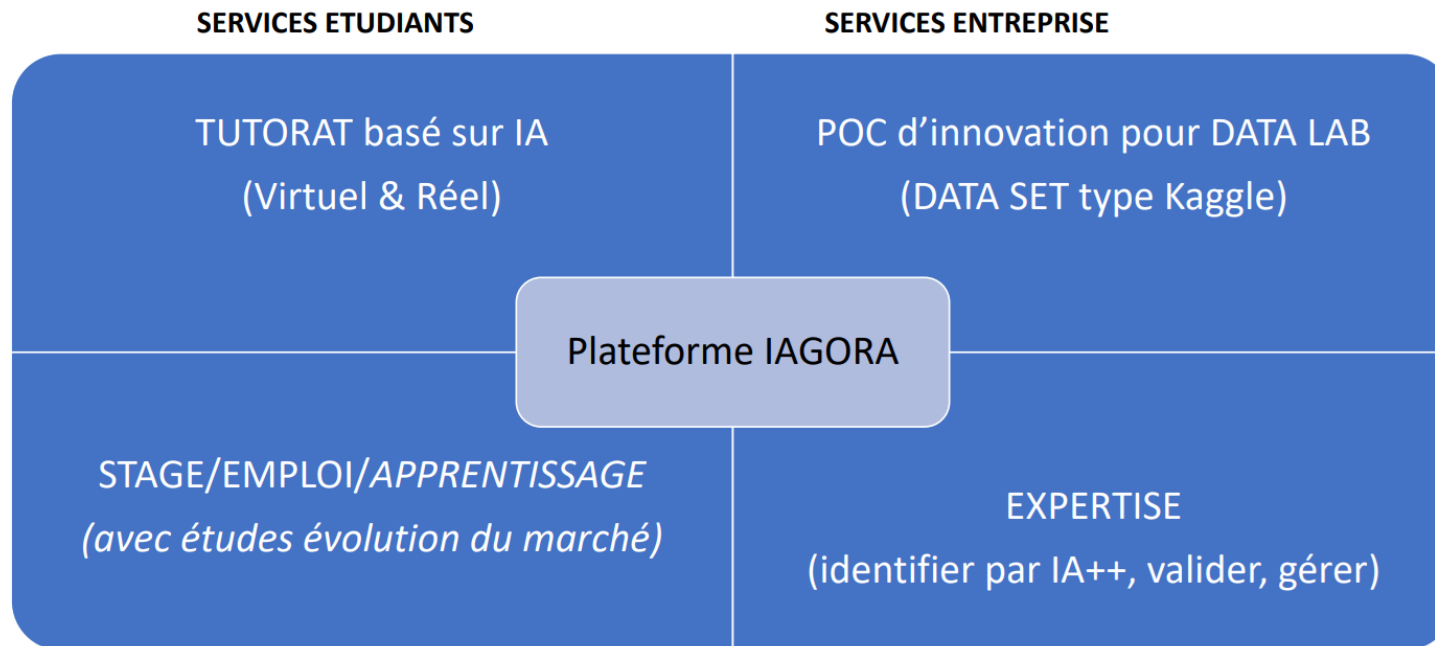 SERVICES ETUDIANTS
SERVICES ENTREPRISE
TUTORAT basé sur IA
(Virtuel & Réel)
POC d’innovation pour DATA LAB
(DATA SET type Kaggle)
Plateforme IAGORA
STAGE/EMPLOI/APPRENTISSAGE
(avec études évolution du marché)
EXPERTISE
(identifier par IA++, valider, gérer)